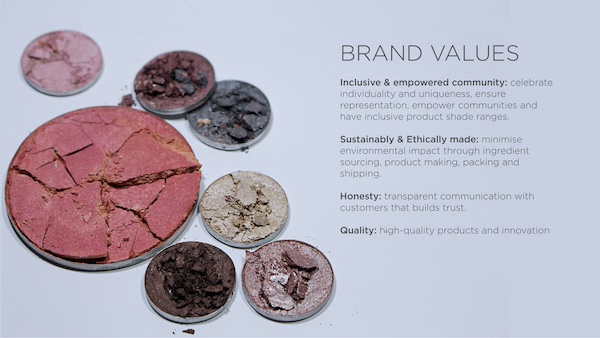 BRAND VALUES
Inclusive & empowered community: celebrate
individuality and uniqueness, ensure
representation, empower communities and
have inclusive product shade ranges.
Sustainably & Ethically made: minimise
environmental impact through ingredient
sourcing, product making, packing and
shipping.
Honesty: transparent communication with
customers that builds trust.
Quality: high-quality products and innovation